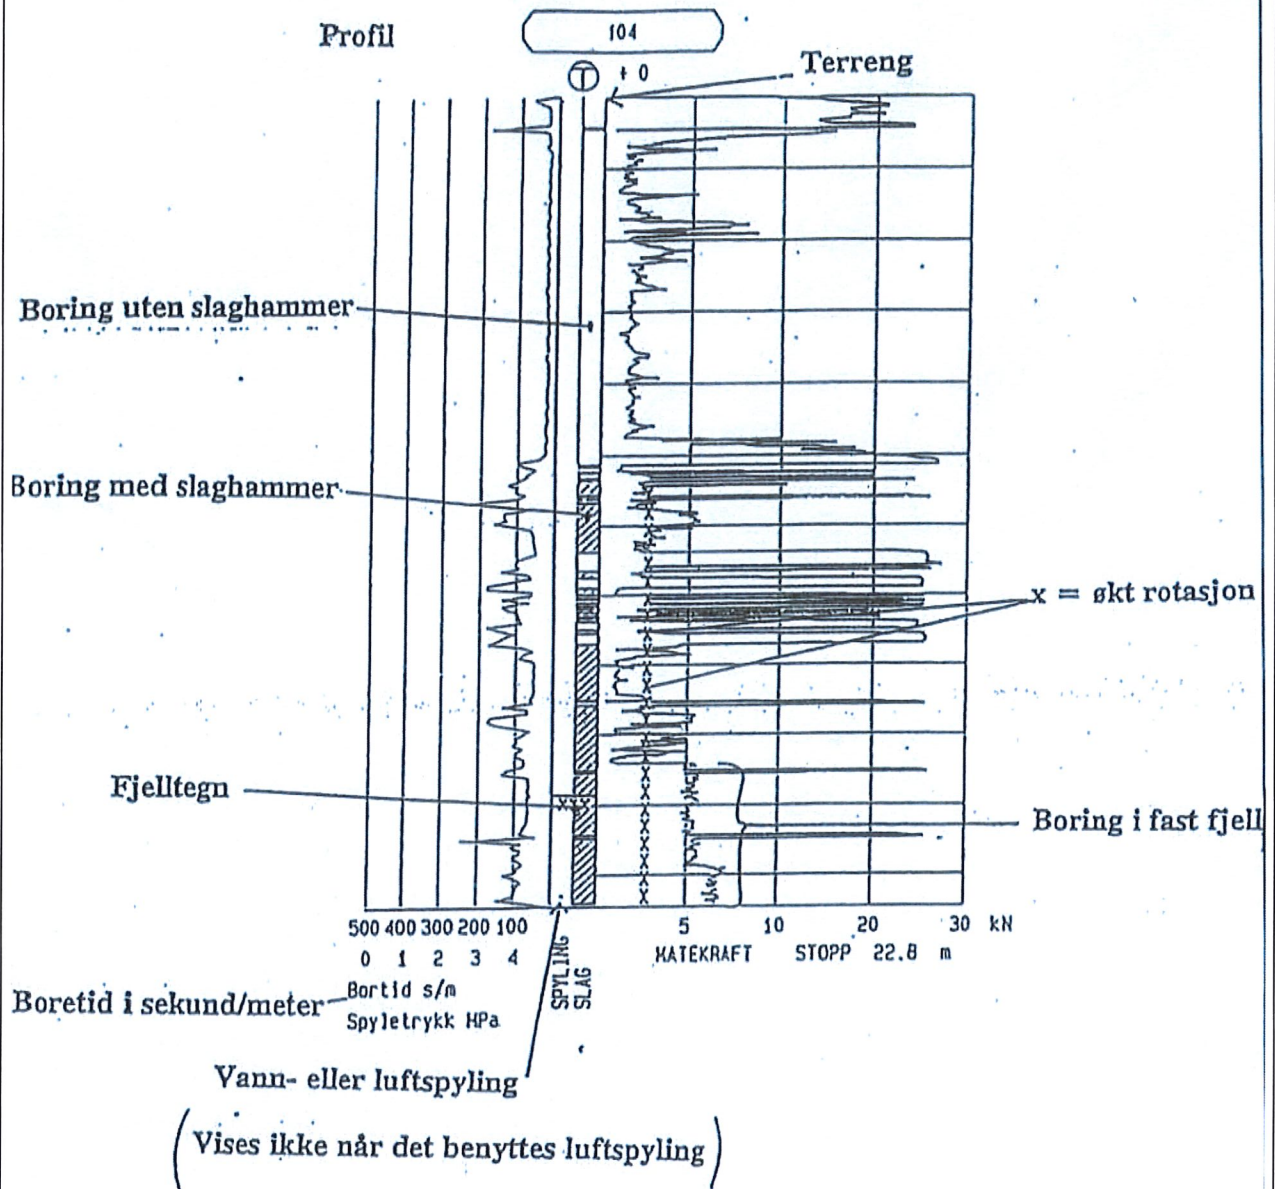 Profil
104
T + 0
Terreng
Boring uten slaghammer
Boring med slaghammer
x = økt rotasjon
Fjelltegn
xxx
Boring i fast fjell
500 400 300 200 100
5 10 20 30 kN
0 1 2 3 4
MATEKRAFT STOPP 22.8 m
SPYLING
SLAG
Boretid i sekund/meter
Bortid s/m
Spyletrykk MPa
Vann- eller luftspyling
(Vises ikke når det benyttes luftspyling)